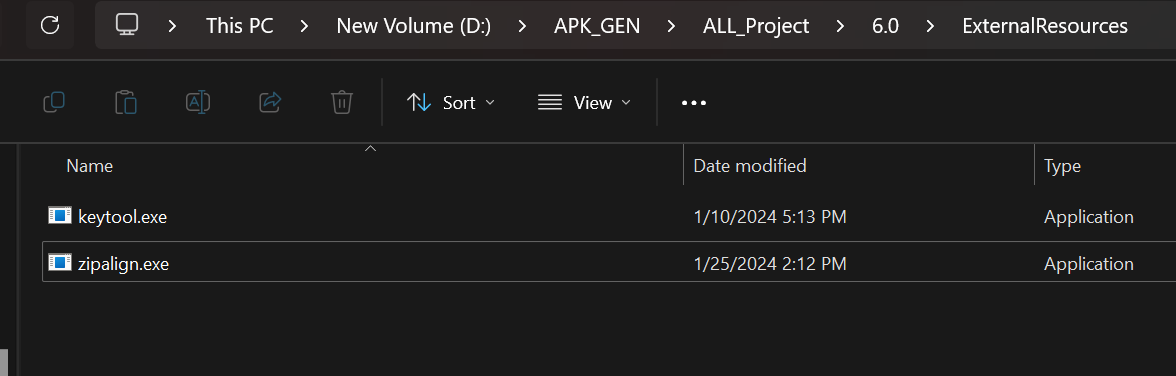 This PC > New Volume (D:) > APK_GEN > ALL_Project > 6.0 > ExternalResources
Sort View
Name Date modified Type
keytool.exe 1/10/2024 5:13 PM Application
zipalign.exe 1/25/2024 2:12 PM Application